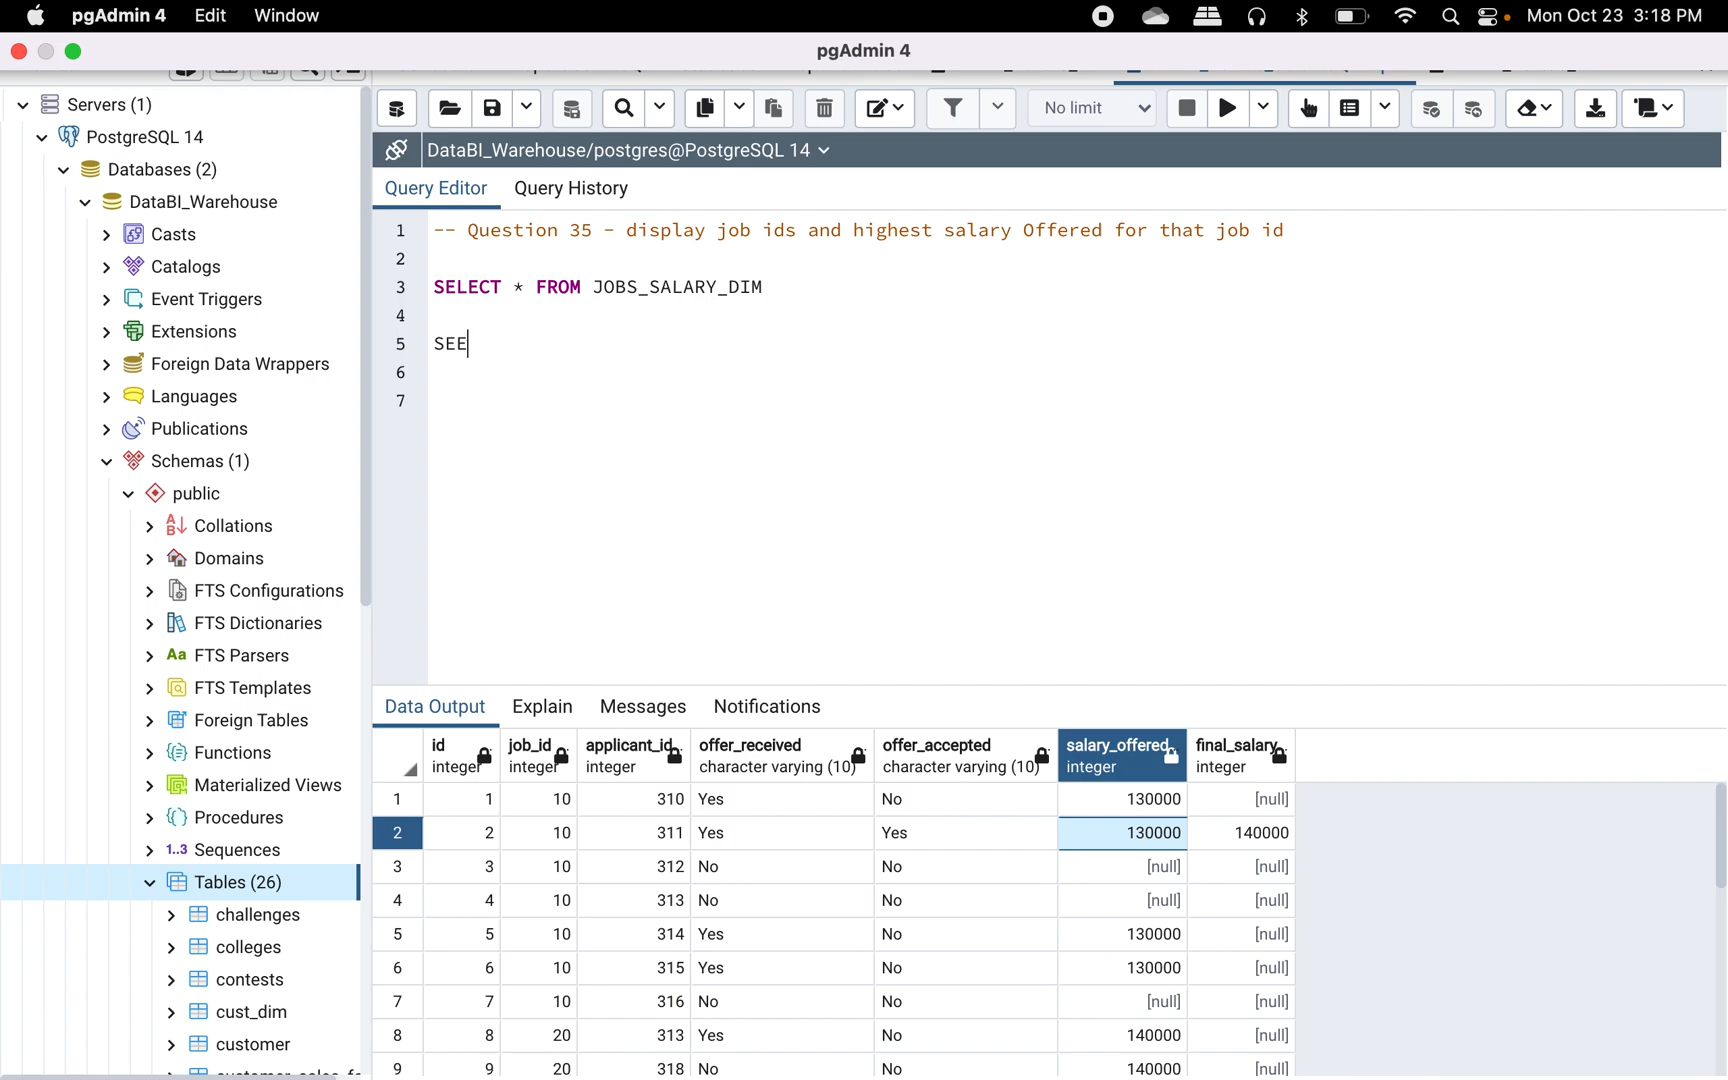 pgAdmin 4 Edit Window Mon Oct 23 3:18 PM
pgAdmin 4
Servers (1)
PostgreSQL 14
Databases (2)
DataBI_Warehouse
Casts
Catalogs
Event Triggers
Extensions
Foreign Data Wrappers
Languages
Publications
Schemas (1)
public
Collations
Domains
FTS Configurations
FTS Dictionaries
Aa FTS Parsers
FTS Templates
Foreign Tables
Functions
Materialized Views
Procedures
1..3 Sequences
Tables (26)
challenges
colleges
contests
cust_dim
customer
No limit
DataBI_Warehouse/postgres@PostgreSQL 14
Query Editor Query History
1 -- Question 35 - display job ids and highest salary Offered for that job id
2
3 SELECT * FROM JOBS_SALARY_DIM
4
5 SEE
6
7
Data Output Explain Messages Notifications
id job_id applicant_id offer_received offer_accepted salary_offered final_salary
integer integer integer character varying (10) character varying (10) integer integer
1 1 10 310 Yes No 130000 [null]
2 2 10 311 Yes Yes 130000 140000
3 3 10 312 No No [null] [null]
4 4 10 313 No No [null] [null]
5 5 10 314 Yes No 130000 [null]
6 6 10 315 Yes No 130000 [null]
7 7 10 316 No No [null] [null]
8 8 20 313 Yes No 140000 [null]
9 9 20 318 No No 140000 [null]